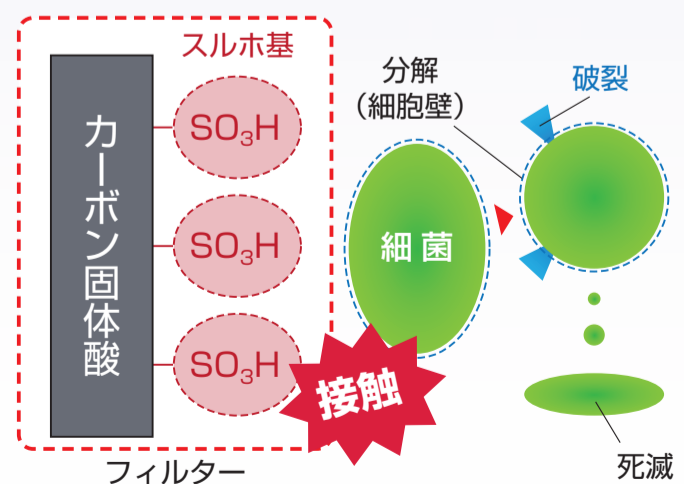 スルホ基
カーボン固体酸
SO₃H
SO₃H
SO₃H
接触
フィルター
細菌
分解
（細胞壁）
破裂
死滅